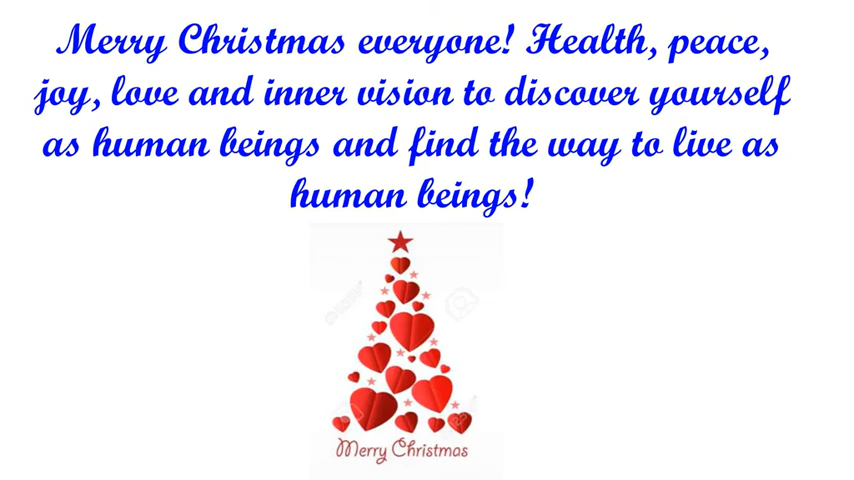 Merry Christmas everyone! Health, peace,
joy, love and inner vision to discover yourself
as human beings and find the way to live as
human beings!
Merry Christmas